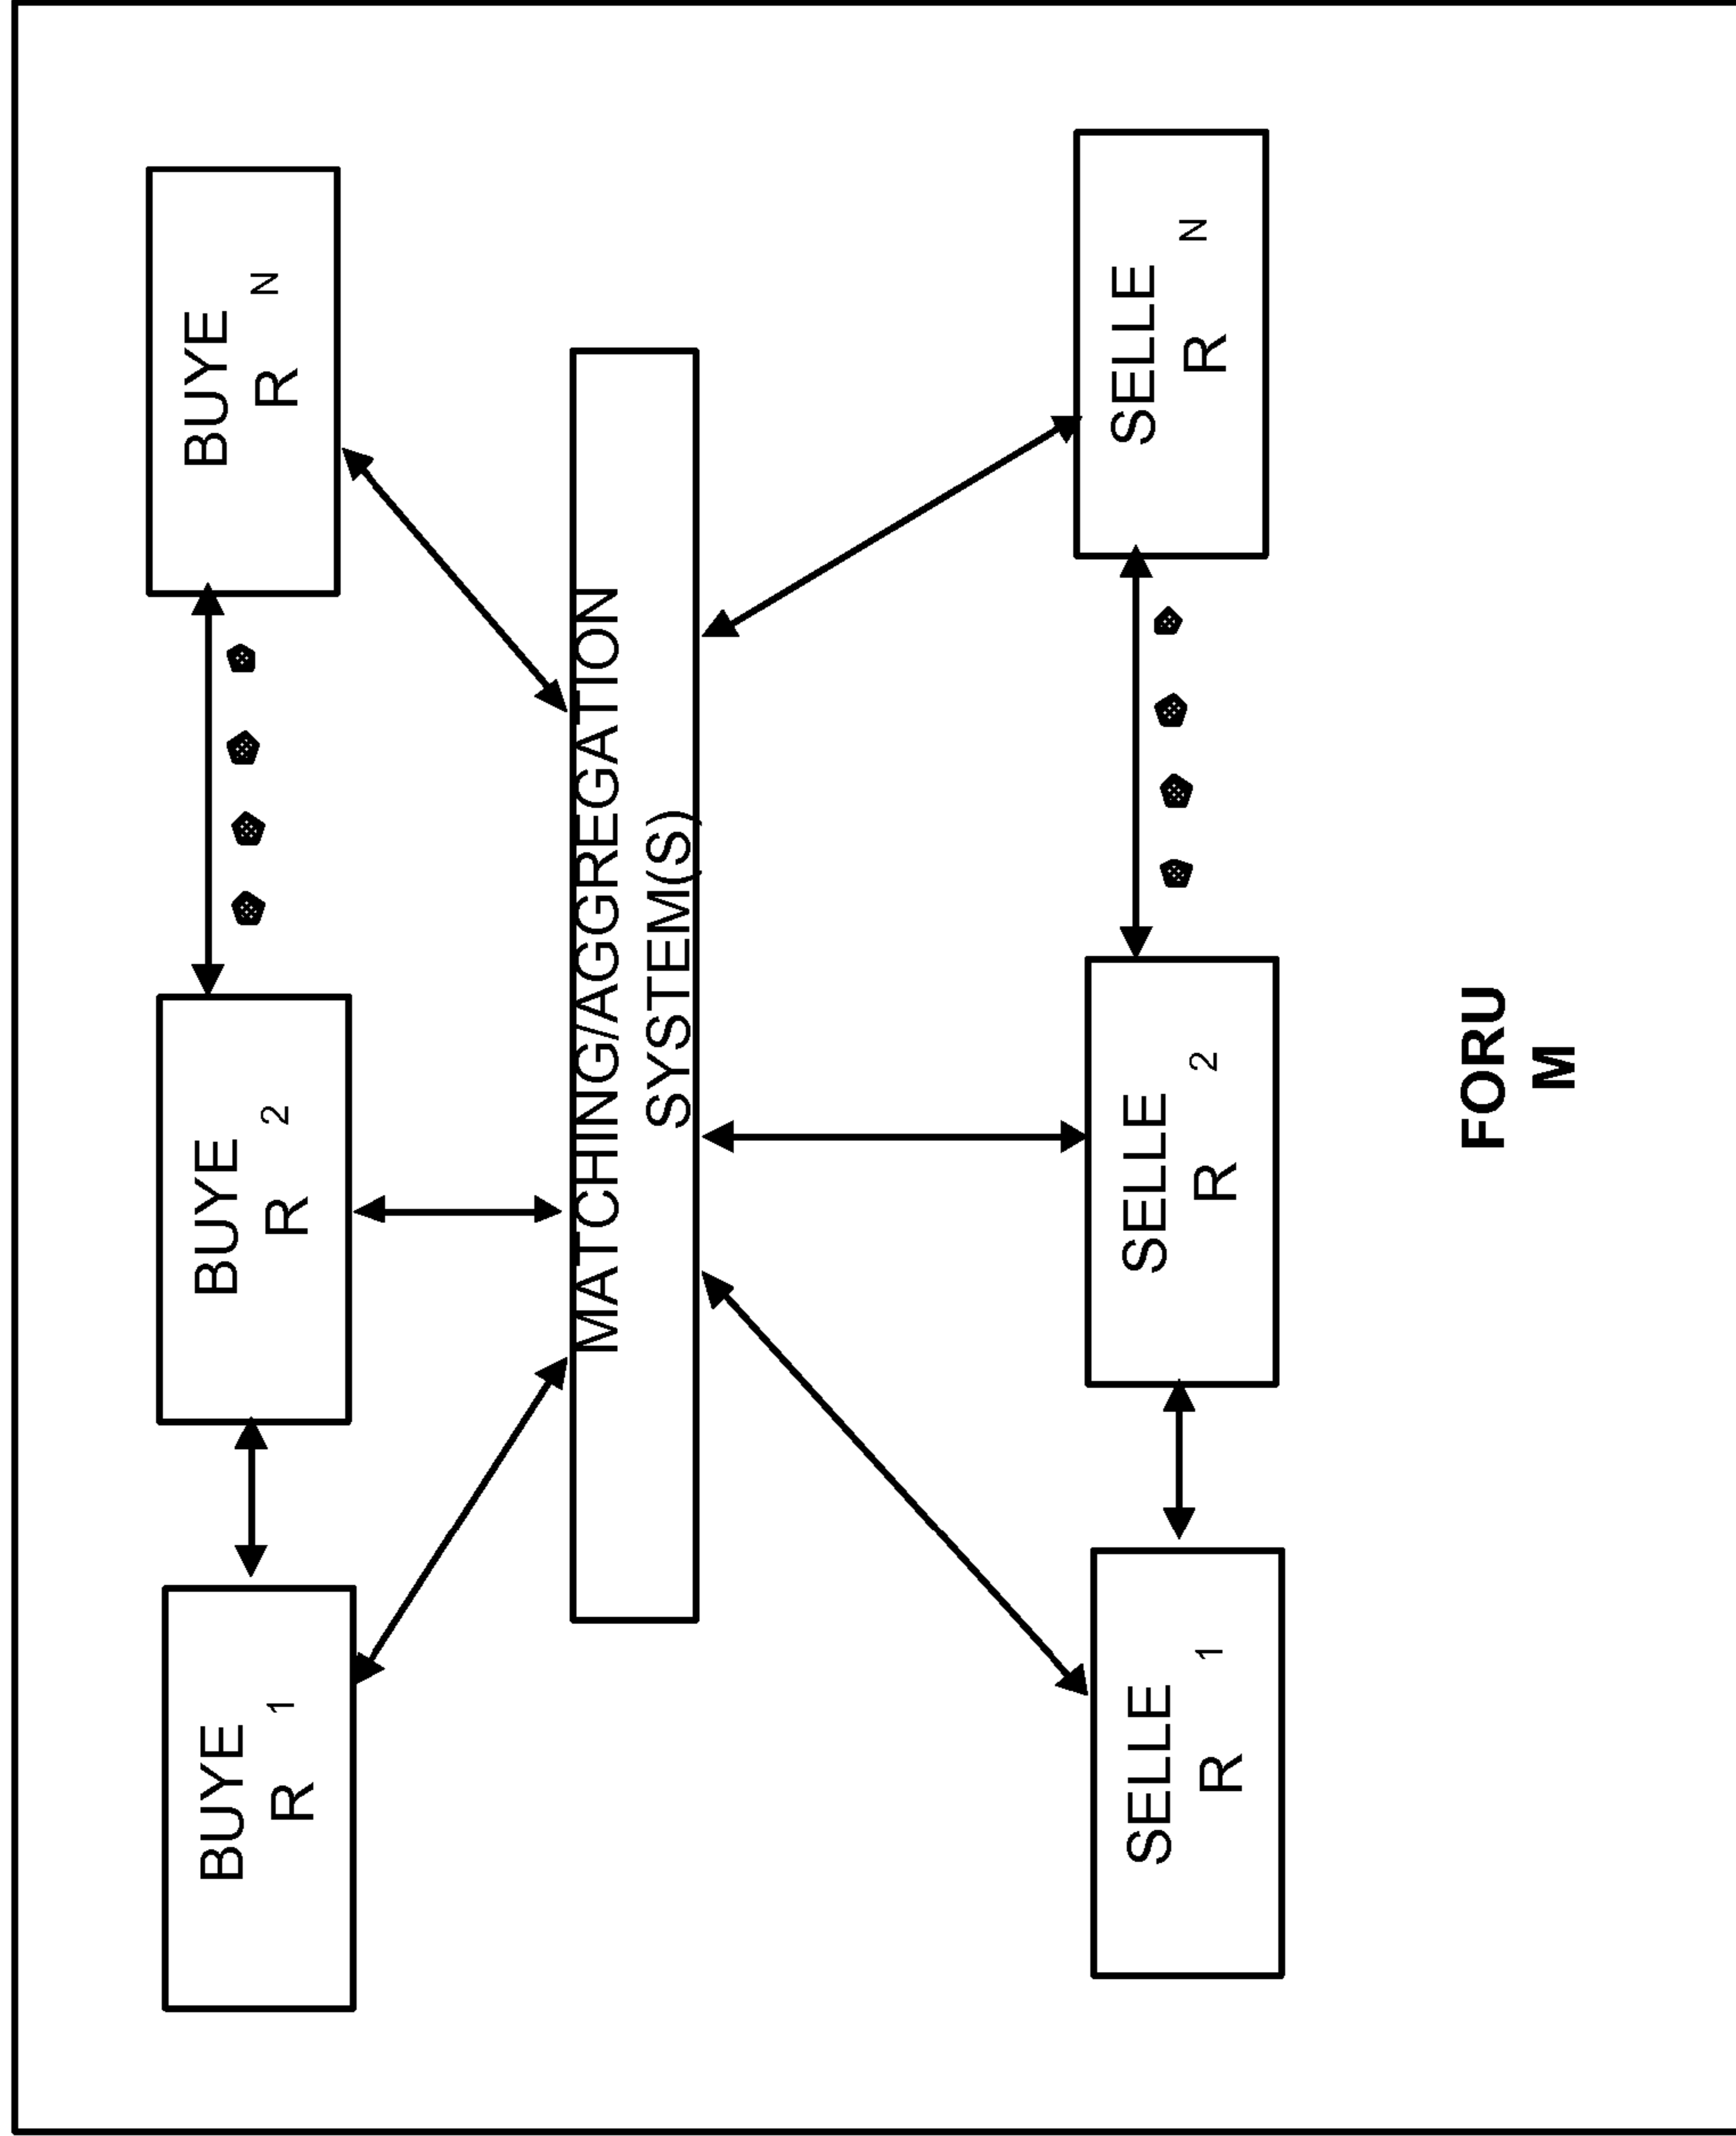 BUYE
R 1
BUYE
R 2
BUYE
R N
MATCHING/AGGREGATION
SYSTEM(S)
SELLE
R 1
SELLE
R 2
SELLE
R N
FORU
M